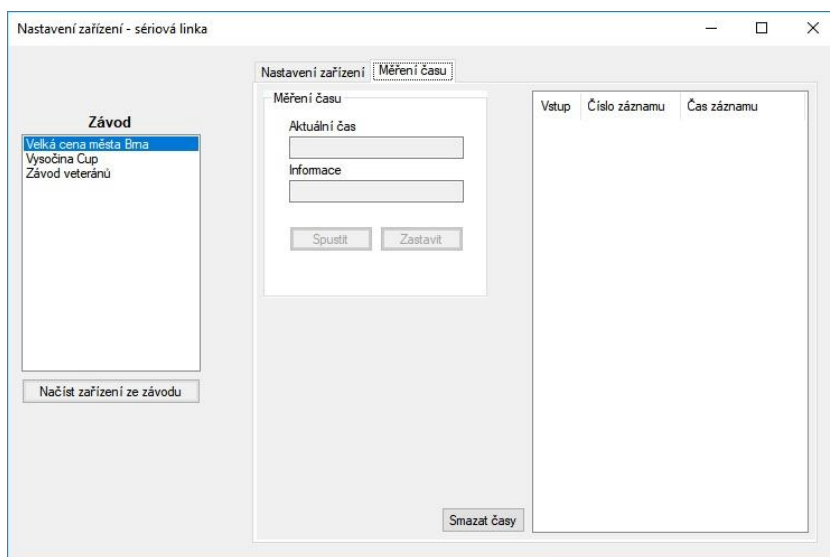 Nastavení zařízení - sériová linka
Závod
Velká cena města Brna
Vysočina Cup
Závod veteránů
Načíst zařízení ze závodu
Nastavení zařízení
Měření času
Měření času
Aktuální čas
Informace
Spustit
Zastavit
Smazat časy
Vstup
Číslo záznamu
Čas záznamu